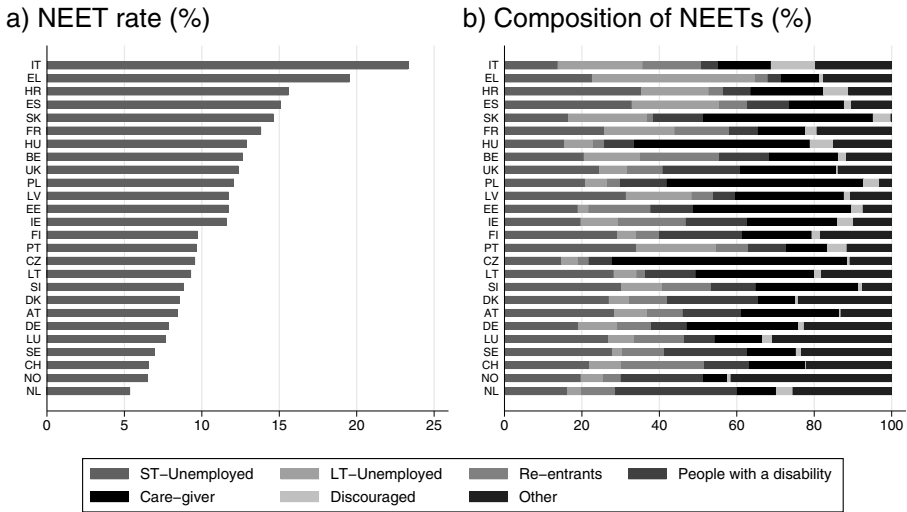 a) NEET rate (%)
b) Composition of NEETs (%)
IT
EL
HR
ES
SK
FR
HU
BE
UK
PL
LV
EE
IE
FI
PT
CZ
LT
SI
DK
AT
DE
LU
SE
CH
NO
NL
0 5 10 15 20 25
IT
EL
HR
ES
SK
FR
HU
BE
UK
PL
LV
EE
IE
FI
PT
CZ
LT
SI
DK
AT
DE
LU
SE
CH
NO
NL
0 20 40 60 80 100
ST−Unemployed LT−Unemployed Re−entrants People with a disability
Care−giver Discouraged Other